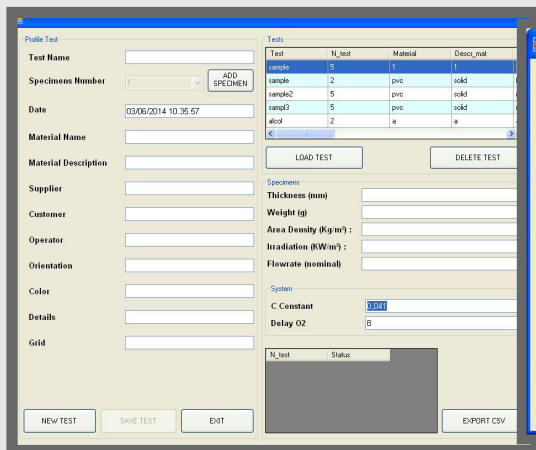 Profile Test
Test Name
Specimens Number 1 ADD SPECIMEN
Date 03/06/2014 10.35.57
Material Name
Material Description
Supplier
Customer
Operator
Orientation
Color
Details
Grid
NEW TEST SAVE TEST EXIT
Tests
Test N_test Material Descr_mat
sample 5 1 1
sample 2 pvc solid
sample2 5 pvc solid
sampl3 5 pvc solid
alcol 2 a a
LOAD TEST DELETE TEST
Specimens
Thickness (mm)
Weight (g)
Area Density (Kg/m²) :
Irradiation (KW/m²) :
Flowrate (nominal)
System
C Constant 0,041
Delay O2 8
N_test Status
EXPORT CSV